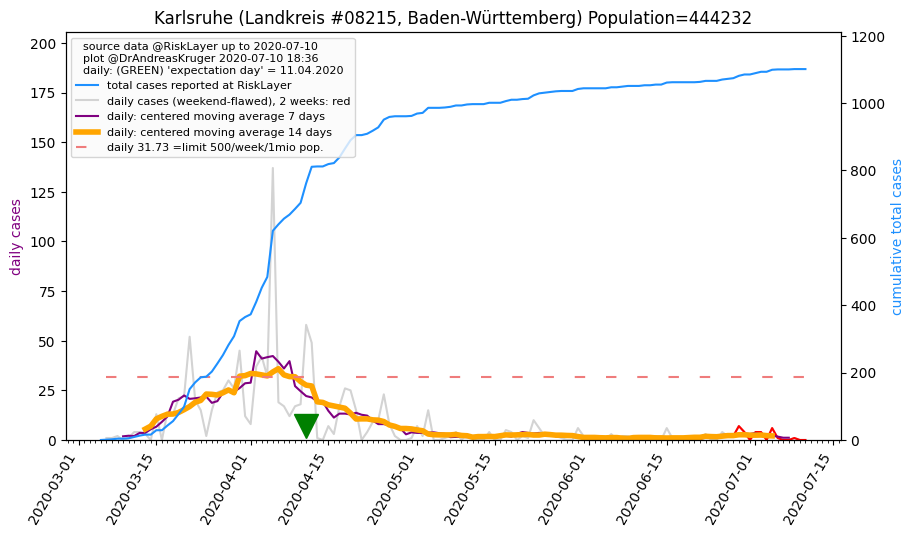 Karlsruhe (Landkreis #08215, Baden-Württemberg) Population=444232
source data @RiskLayer up to 2020-07-10
plot @DrAndreasKruger 2020-07-10 18:36
daily: (GREEN) 'expectation day' = 11.04.2020
total cases reported at RiskLayer
daily cases (weekend-flawed), 2 weeks: red
daily: centered moving average 7 days
daily: centered moving average 14 days
daily 31.73 =limit 500/week/1mio pop.
daily cases
200
175
150
125
100
75
50
25
0
cumulative total cases
1200
1000
800
600
400
200
0
2020-03-01
2020-03-15
2020-04-01
2020-04-15
2020-05-01
2020-05-15
2020-06-01
2020-06-15
2020-07-01
2020-07-15